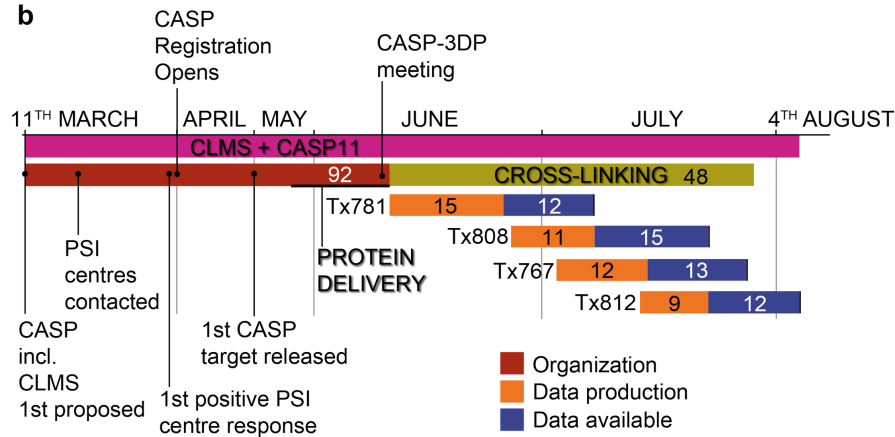 b
CASP
Registration
Opens
CASP-3DP
meeting
11TH MARCH APRIL MAY JUNE JULY 4TH AUGUST
CLMS + CASP11
92 CROSS-LINKING 48
Tx781 15 12
Tx808 11 15
Tx767 12 13
Tx812 9 12
PSI
centres
contacted
PROTEIN
DELIVERY
CASP
incl.
CLMS
1st proposed
1st CASP
target released
1st positive PSI
centre response
Organization
Data production
Data available